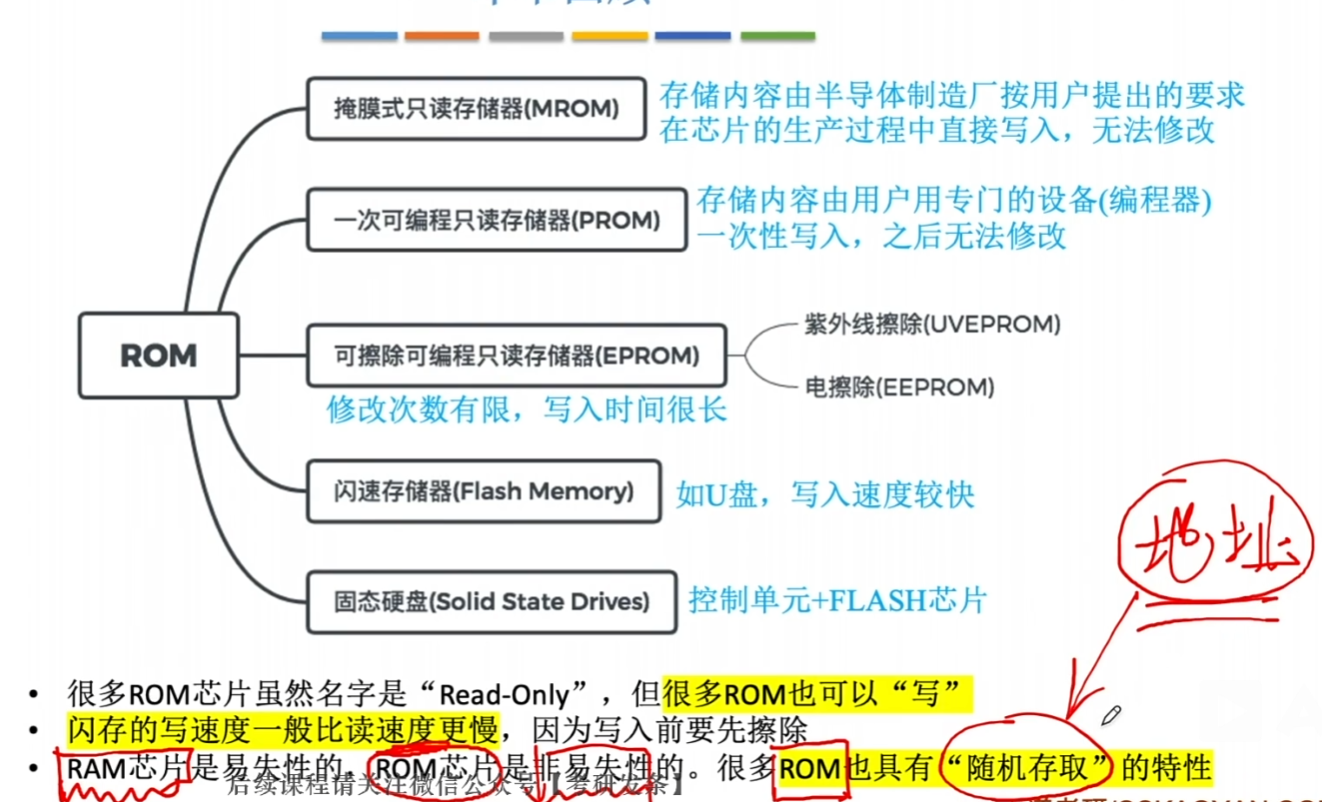 掩膜式只读存储器(MROM)
存储内容由半导体制造厂按用户提出的要求
在芯片的生产过程中直接写入，无法修改
一次可编程只读存储器(PROM)
存储内容由用户用专门的设备(编程器)
一次性写入，之后无法修改
ROM
可擦除可编程只读存储器(EPROM)
紫外线擦除(UVEPROM)
电擦除(EEPROM)
修改次数有限，写入时间很长
闪速存储器(Flash Memory)
如U盘，写入速度较快
地址
固态硬盘(Solid State Drives)
控制单元+FLASH芯片
• 很多ROM芯片虽然名字是“Read-Only”，但很多ROM也可以“写”
• 闪存的写速度一般比读速度更慢，因为写入前要先擦除
• RAM芯片是易失性的，ROM芯片是非易失性的。很多ROM也具有“随机存取”的特性
后续课程请关注微信公众号【考研发条】